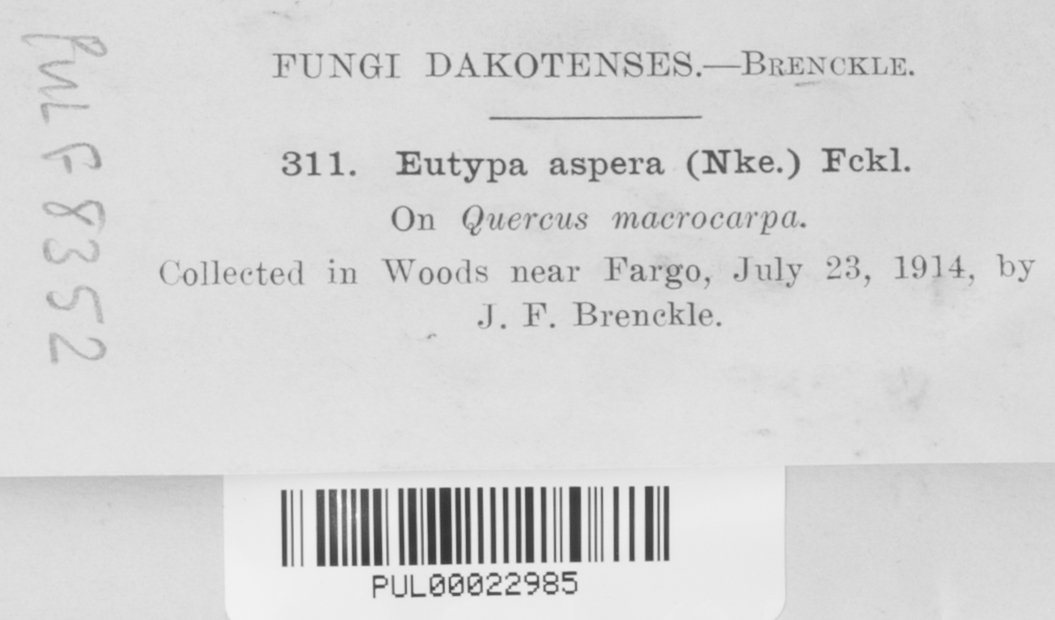 FUNGI DAKOTENSES.—BRENCKLE.
311. Eutypa aspera (Nke.) Fckl.
On Quercus macrocarpa.
Collected in Woods near Fargo, July 23, 1914, by
J. F. Brenckle.
PUL F 8352
PUL00022985